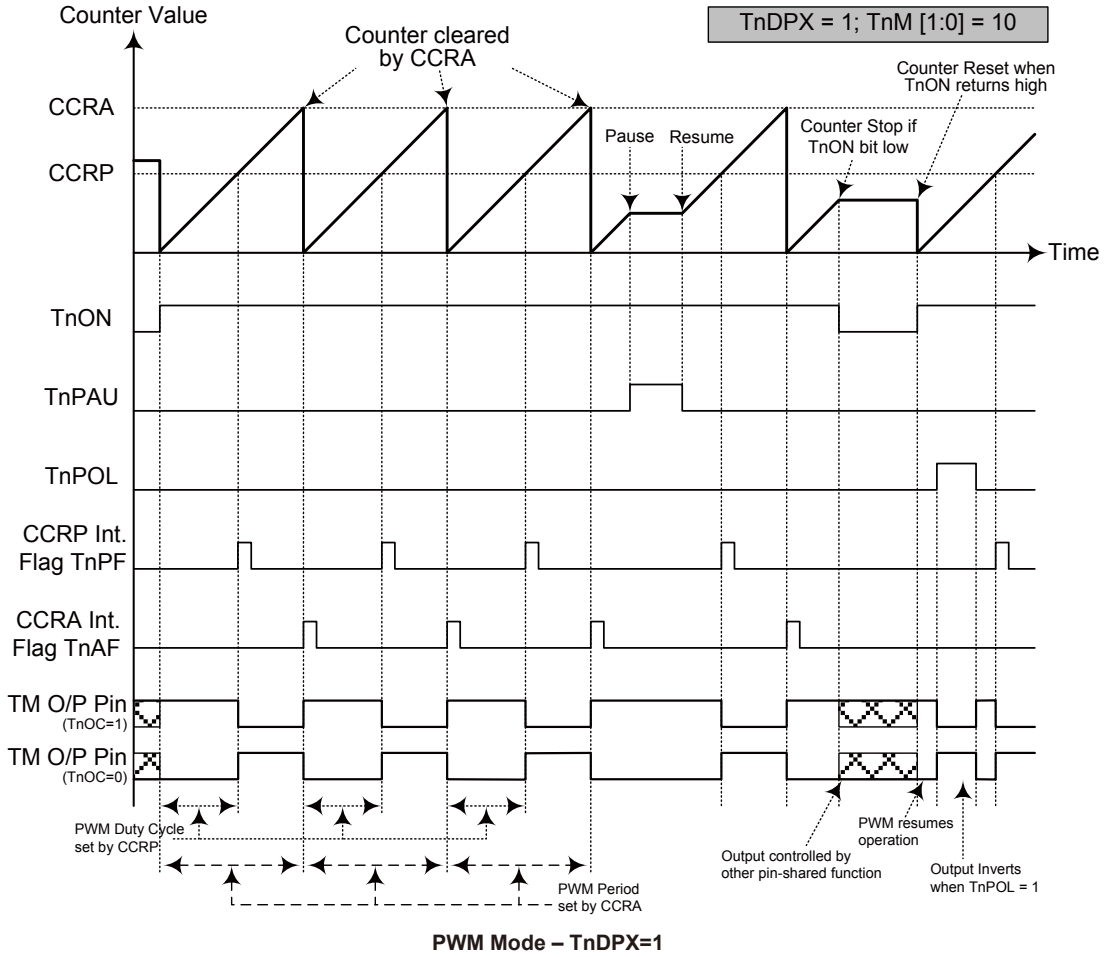 Counter Value
TnDPX = 1; TnM [1:0] = 10
Counter cleared
by CCRA
Counter Reset when
TnON returns high
CCRA
Pause
Resume
Counter Stop if
TnON bit low
CCRP
Time
TnON
TnPAU
TnPOL
CCRP Int.
Flag TnPF
CCRA Int.
Flag TnAF
TM O/P Pin
(TnOC=1)
TM O/P Pin
(TnOC=0)
PWM Duty Cycle
set by CCRP
PWM resumes
operation
Output controlled by
other pin-shared function
Output Inverts
when TnPOL = 1
PWM Period
set by CCRA
PWM Mode – TnDPX=1